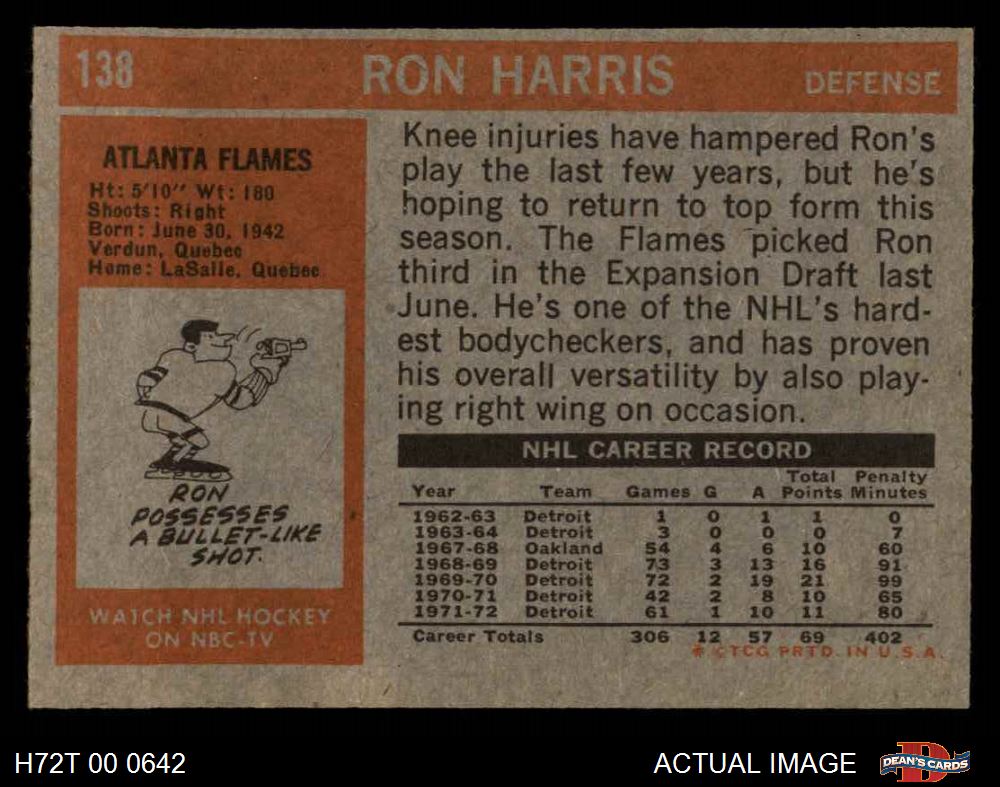 138 RON HARRIS DEFENSE
ATLANTA FLAMES
Ht: 5'10" Wt: 180
Shoots: Right
Born: June 30, 1942
Verdun, Quebec
Home: LaSalle, Quebec
RON
POSSESSES
A BULLET-LIKE
SHOT.
WATCH NHL HOCKEY
ON NBC-TV
Knee injuries have hampered Ron's
play the last few years, but he's
hoping to return to top form this
season. The Flames picked Ron
third in the Expansion Draft last
June. He's one of the NHL's hard-
est bodycheckers, and has proven
his overall versatility by also play-
ing right wing on occasion.
NHL CAREER RECORD
Year Team Games G A Total Points Penalty Minutes
1962-63 Detroit 1 0 1 1 0
1963-64 Detroit 3 0 0 0 7
1967-68 Oakland 54 4 6 10 60
1968-69 Detroit 73 3 13 16 91
1969-70 Detroit 72 2 19 21 99
1970-71 Detroit 42 2 8 10 65
1971-72 Detroit 61 1 10 11 80
Career Totals 306 12 57 69 402
* ©TCG PRTD. IN U.S.A.
H72T 00 0642 ACTUAL IMAGE DEAN'S CARDS